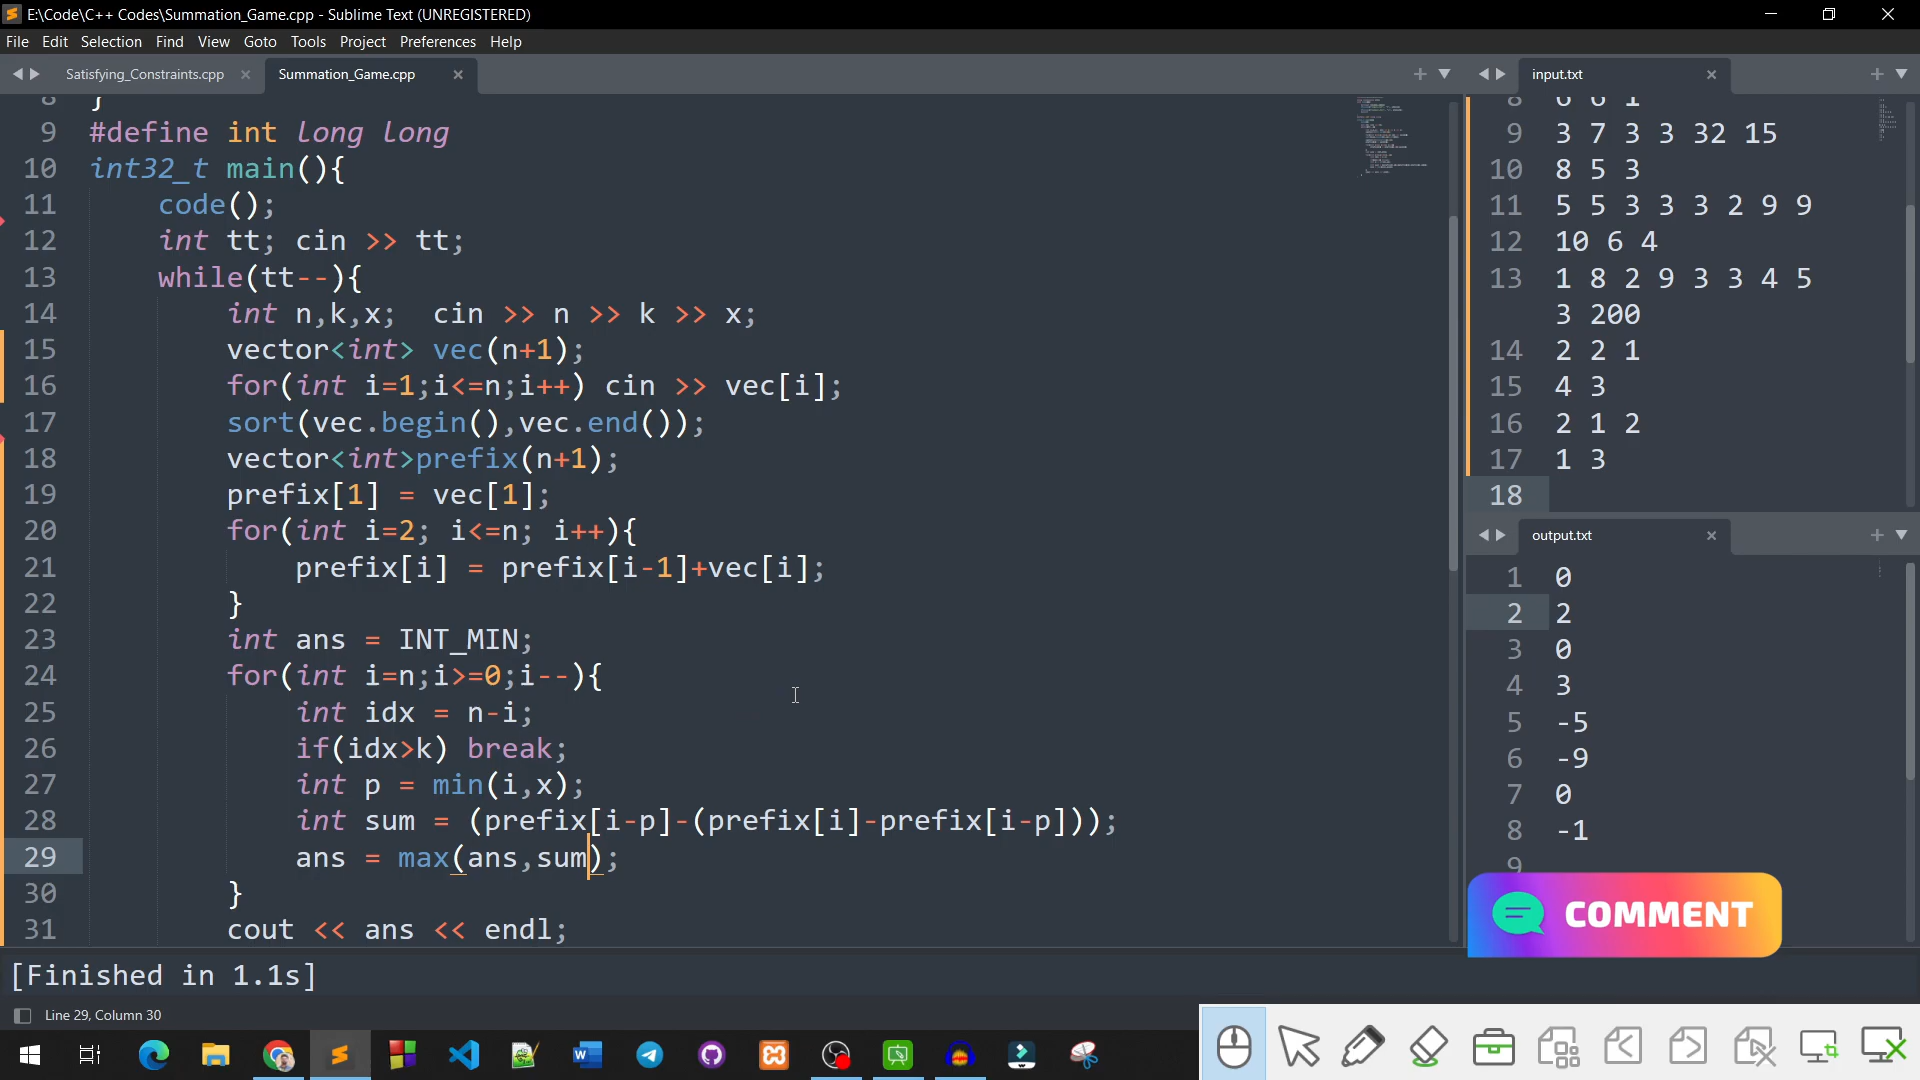 E:\Code\C++ Codes\Summation_Game.cpp - Sublime Text (UNREGISTERED)
File Edit Selection Find View Goto Tools Project Preferences Help
Satisfying_Constraints.cpp
Summation_Game.cpp
8 }
9 #define int long long
10 int32_t main(){
11 code();
12 int tt; cin >> tt;
13 while(tt--){
14 int n,k,x; cin >> n >> k >> x;
15 vector<int> vec(n+1);
16 for(int i=1;i<=n;i++) cin >> vec[i];
17 sort(vec.begin(),vec.end());
18 vector<int>prefix(n+1);
19 prefix[1] = vec[1];
20 for(int i=2; i<=n; i++){
21 prefix[i] = prefix[i-1]+vec[i];
22 }
23 int ans = INT_MIN;
24 for(int i=n;i>=0;i--){
25 int idx = n-i;
26 if(idx>k) break;
27 int p = min(i,x);
28 int sum = (prefix[i-p]-(prefix[i]-prefix[i-p]));
29 ans = max(ans,sum);
30 }
31 cout << ans << endl;
input.txt
8 6 6 1
9 3 7 3 3 32 15
10 8 5 3
11 5 5 3 3 3 2 9 9
12 10 6 4
13 1 8 2 9 3 3 4 5
3 200
14 2 2 1
15 4 3
16 2 1 2
17 1 3
18
output.txt
1 0
2 2
3 0
4 3
5 -5
6 -9
7 0
8 -1
9
COMMENT
[Finished in 1.1s]
Line 29, Column 30